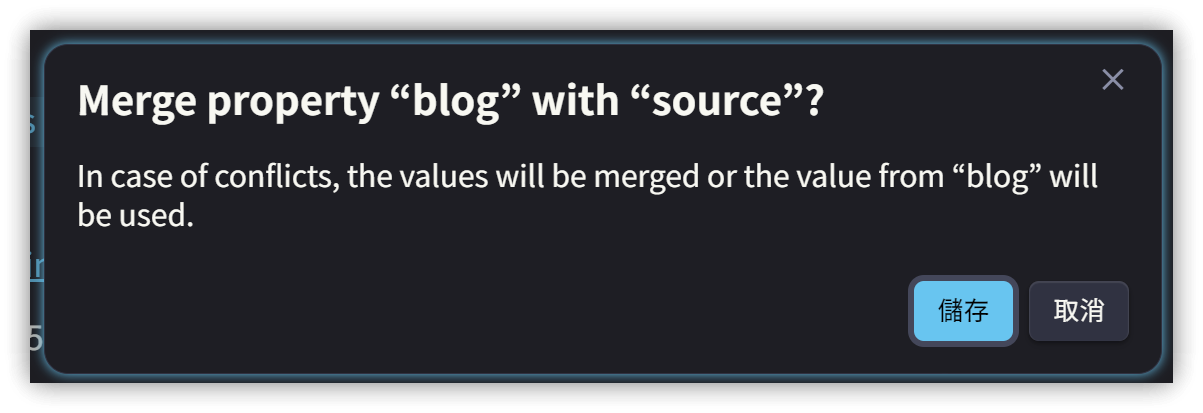 Merge property “blog” with “source”?
In case of conflicts, the values will be merged or the value from “blog” will
be used.
儲存 取消